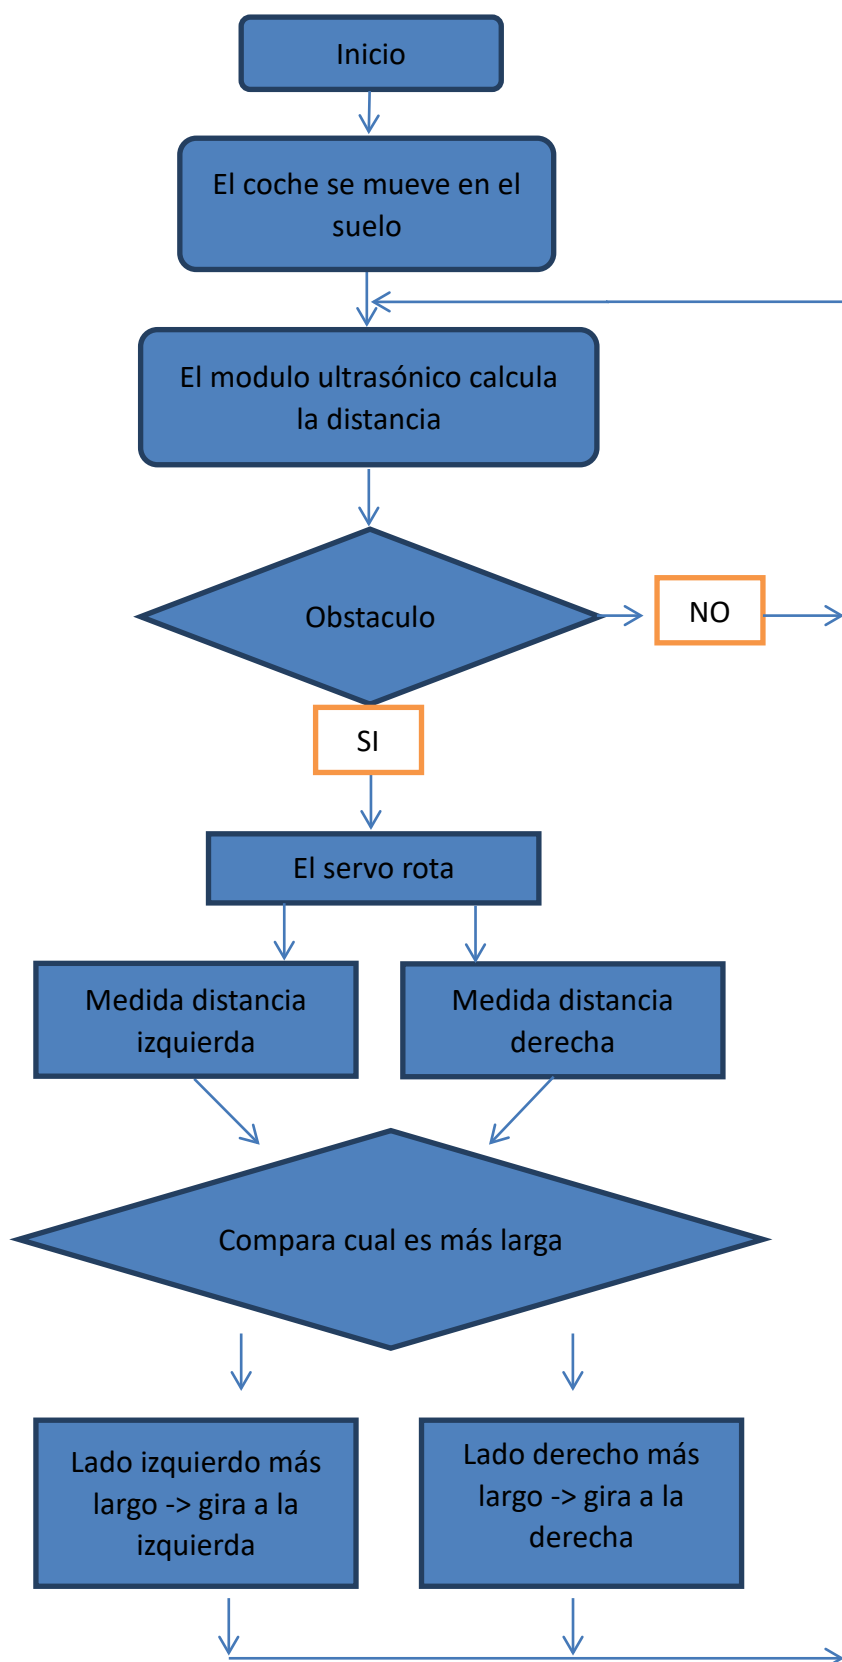 Inicio
El coche se mueve en el
suelo
El modulo ultrasónico calcula
la distancia
Obstaculo
NO
SI
El servo rota
Medida distancia
izquierda
Medida distancia
derecha
Compara cual es más larga
Lado izquierdo más
largo -> gira a la
izquierda
Lado derecho más
largo -> gira a la
derecha